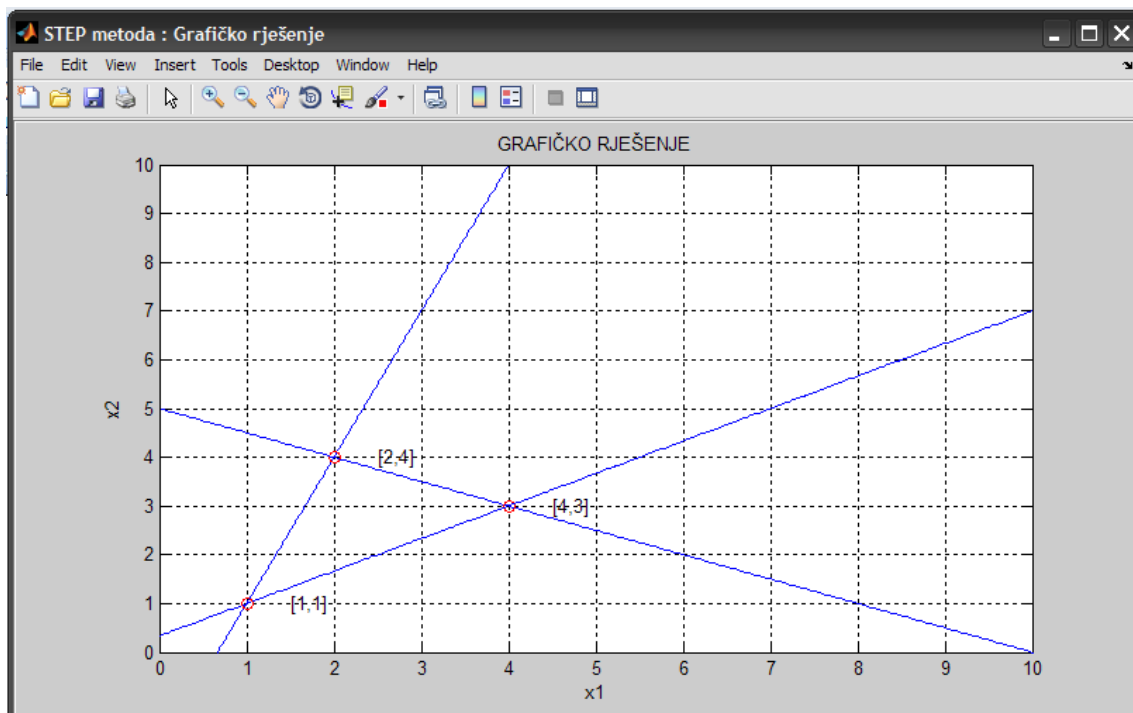 STEP metoda : Grafičko rješenje
File Edit View Insert Tools Desktop Window Help
GRAFIČKO RJEŠENJE
10
9
8
7
6
x2
5
4
[2,4]
3
[4,3]
2
1
[1,1]
0
0 1 2 3 4 5 6 7 8 9 10
x1